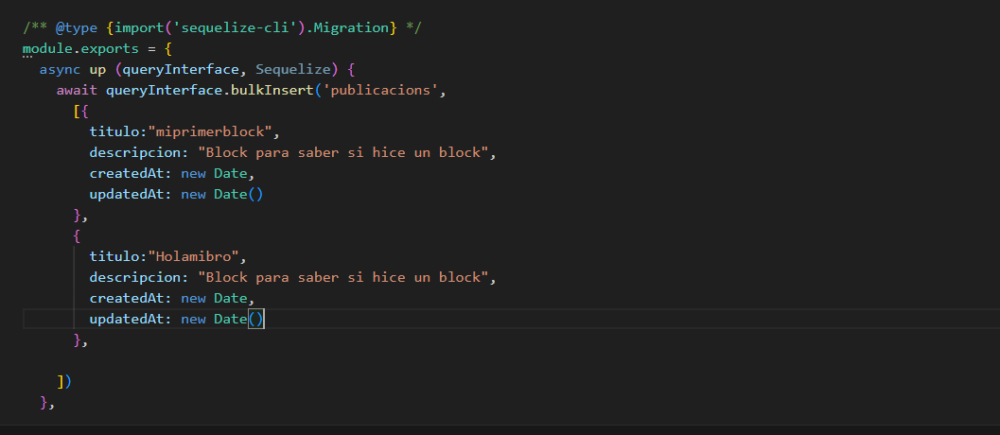 /** @type {import('sequelize-cli').Migration} */
module.exports = {
async up (queryInterface, Sequelize) {
await queryInterface.bulkInsert('publicacions',
[{
titulo:"miprimerblock",
descripcion: "Block para saber si hice un block",
createdAt: new Date,
updatedAt: new Date()
},
{
titulo:"Holamibro",
descripcion: "Block para saber si hice un block",
createdAt: new Date,
updatedAt: new Date()
},
])
},